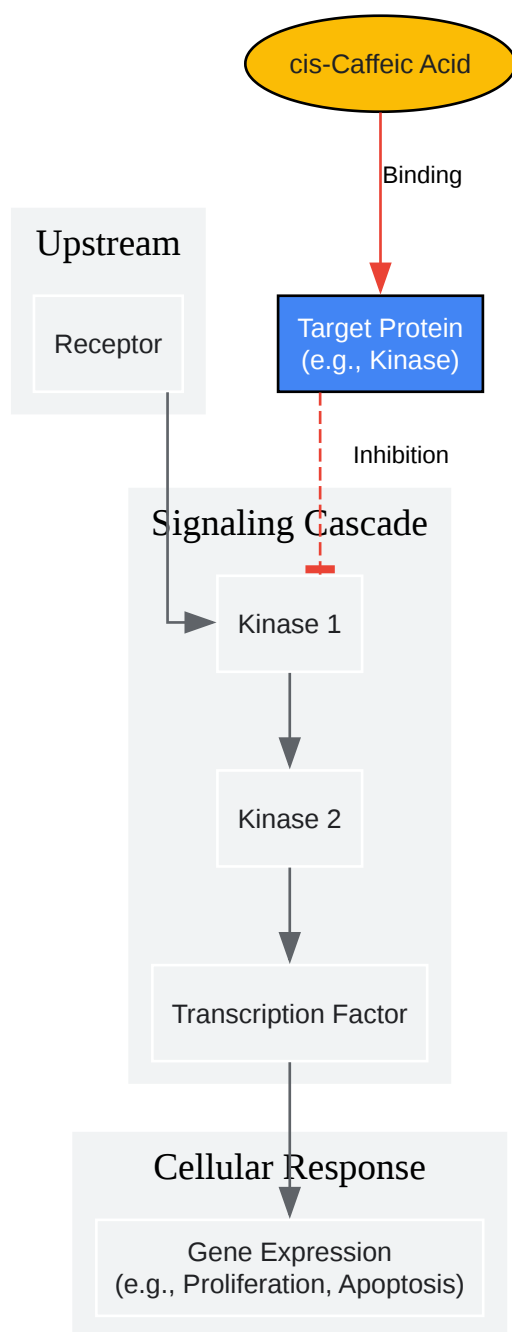 cis-Caffeic Acid
Binding
Upstream
Receptor
Target Protein
(e.g., Kinase)
Inhibition
Signaling Cascade
Kinase 1
Kinase 2
Transcription Factor
Cellular Response
Gene Expression
(e.g., Proliferation, Apoptosis)